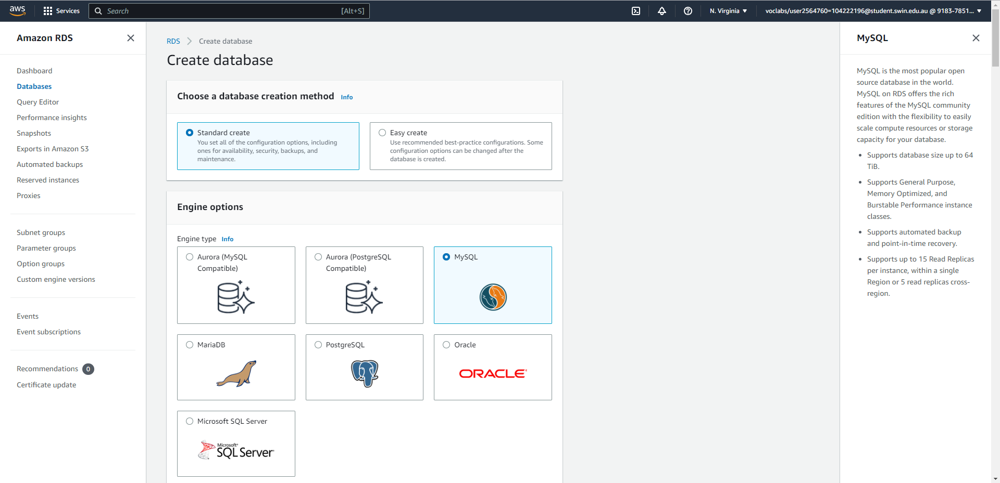 aws
Services
Search
[Alt+S]
N. Virginia
voclabs/user2564760=104222196@student.swin.edu.au @ 9183-7851...
Amazon RDS
Dashboard
Databases
Query Editor
Performance insights
Snapshots
Exports in Amazon S3
Automated backups
Reserved instances
Proxies
Subnet groups
Parameter groups
Option groups
Custom engine versions
Events
Event subscriptions
Recommendations 0
Certificate update
RDS
Create database
Create database
Choose a database creation method Info
Standard create
You set all of the configuration options, including
ones for availability, security, backups, and
maintenance.
Easy create
Use recommended best-practice configurations. Some
configuration options can be changed after the
database is created.
Engine options
Engine type Info
Aurora (MySQL
Compatible)
Aurora (PostgreSQL
Compatible)
MySQL
MariaDB
PostgreSQL
Oracle
ORACLE
Microsoft SQL Server
Microsoft
SQL Server
MySQL
MySQL is the most popular open
source database in the world.
MySQL on RDS offers the rich
features of the MySQL community
edition with the flexibility to easily
scale compute resources or storage
capacity for your database.
Supports database size up to 64
TiB.
Supports General Purpose,
Memory Optimized, and
Burstable Performance instance
classes.
Supports automated backup
and point-in-time recovery.
Supports up to 15 Read Replicas
per instance, within a single
Region or 5 read replicas cross-
region.